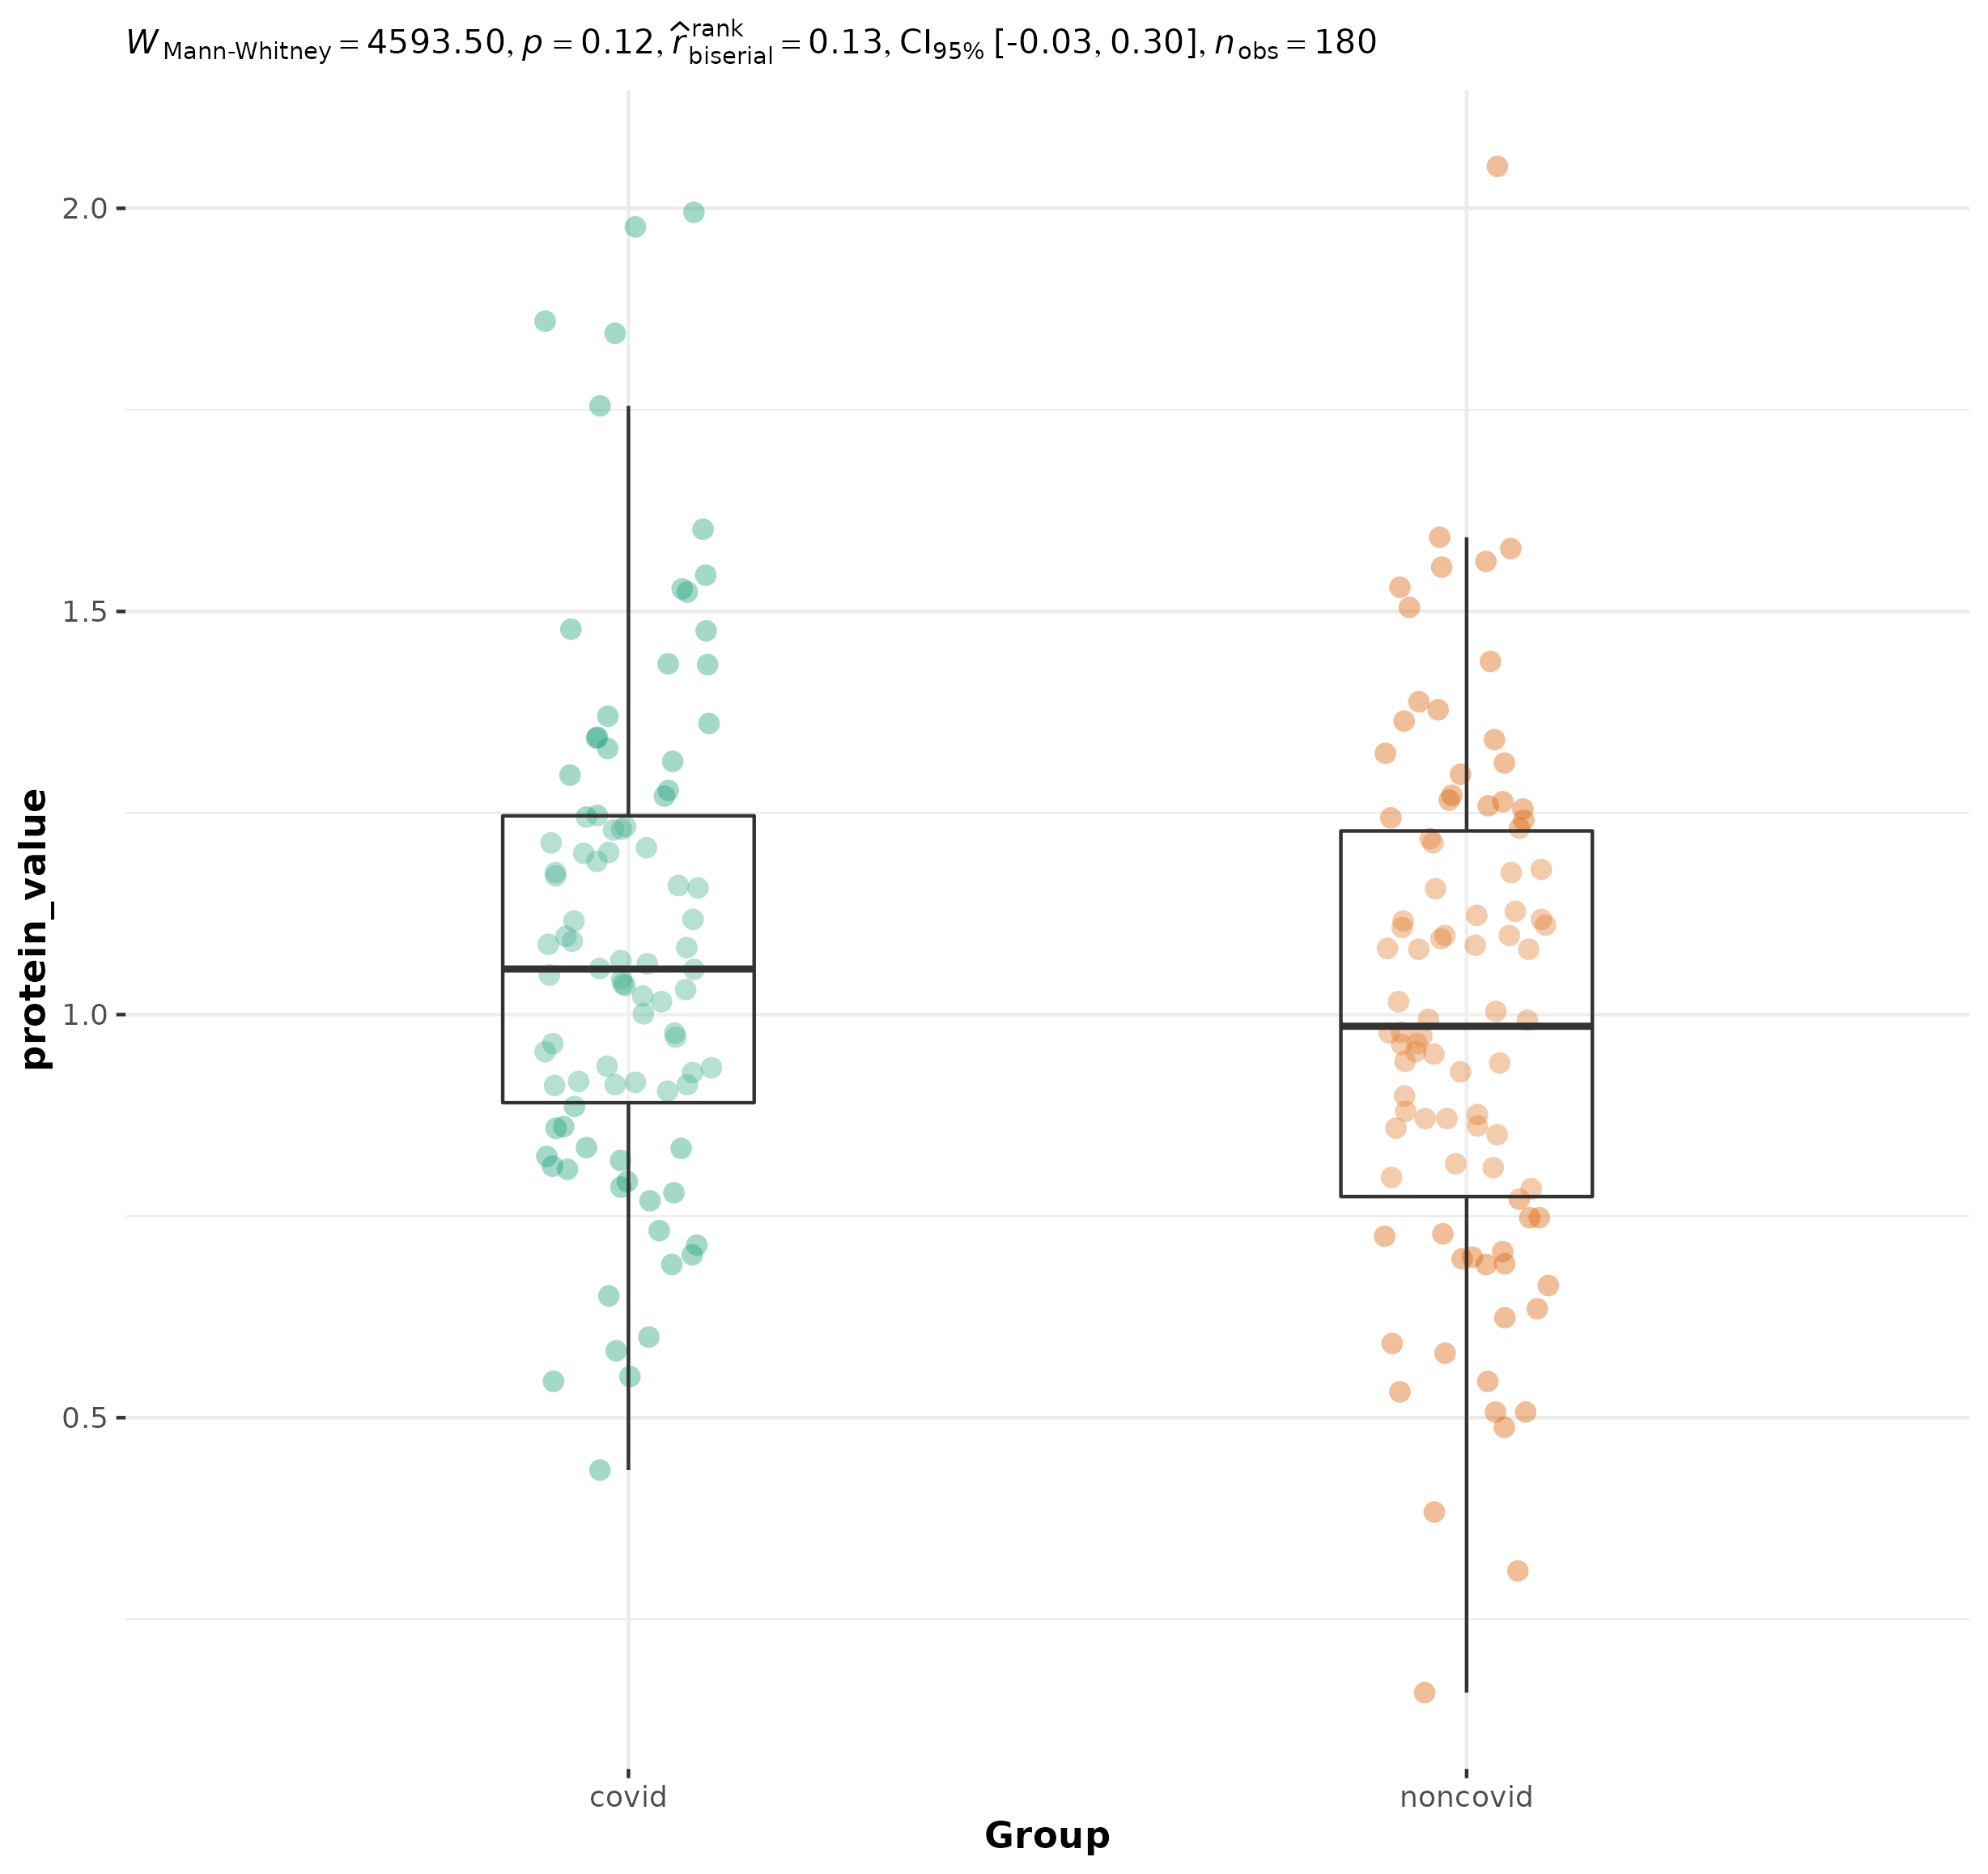 W Mann-Whitney = 4593.50, p = 0.12, r̂ rank biserial = 0.13, CI95% [-0.03, 0.30], n obs = 180
2.0
1.5
1.0
0.5
protein_value
covid noncovid
Group